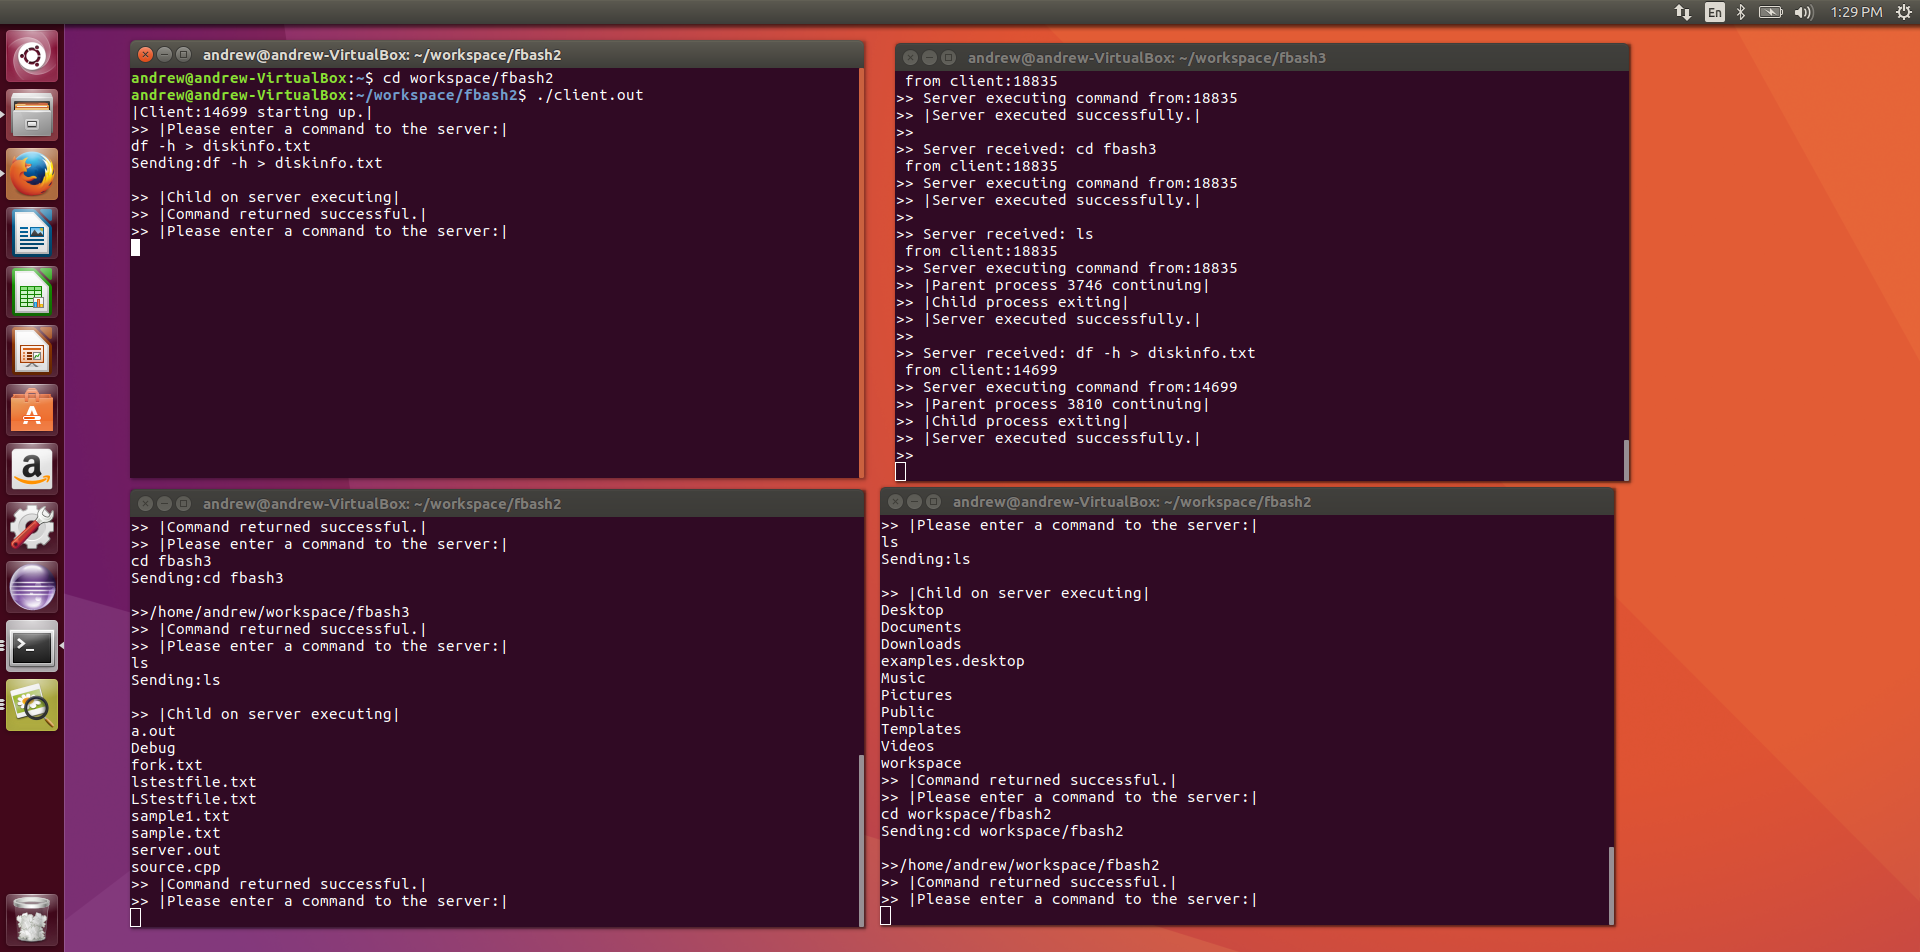 En
1:29 PM
andrew@andrew-VirtualBox: ~/workspace/fbash2
andrew@andrew-VirtualBox:~$ cd workspace/fbash2
andrew@andrew-VirtualBox:~/workspace/fbash2$ ./client.out
|Client:14699 starting up.|
>> |Please enter a command to the server:|
df -h > diskinfo.txt
Sending:df -h > diskinfo.txt
>> |Child on server executing|
>> |Command returned successful.|
>> |Please enter a command to the server:|
andrew@andrew-VirtualBox: ~/workspace/fbash3
from client:18835
>> Server executing command from:18835
>> |Server executed successfully.|
>>
>> Server received: cd fbash3
from client:18835
>> Server executing command from:18835
>> |Server executed successfully.|
>>
>> Server received: ls
from client:18835
>> Server executing command from:18835
>> |Parent process 3746 continuing|
>> |Child process exiting|
>> |Server executed successfully.|
>>
>> Server received: df -h > diskinfo.txt
from client:14699
>> Server executing command from:14699
>> |Parent process 3810 continuing|
>> |Child process exiting|
>> |Server executed successfully.|
>>
andrew@andrew-VirtualBox: ~/workspace/fbash2
>> |Command returned successful.|
>> |Please enter a command to the server:|
cd fbash3
Sending:cd fbash3
>>/home/andrew/workspace/fbash3
>> |Command returned successful.|
>> |Please enter a command to the server:|
ls
Sending:ls
>> |Child on server executing|
a.out
Debug
fork.txt
lstestfile.txt
LStestfile.txt
sample1.txt
sample.txt
server.out
source.cpp
>> |Command returned successful.|
>> |Please enter a command to the server:|
andrew@andrew-VirtualBox: ~/workspace/fbash2
>> |Please enter a command to the server:|
ls
Sending:ls
>> |Child on server executing|
Desktop
Documents
Downloads
examples.desktop
Music
Pictures
Public
Templates
Videos
workspace
>> |Command returned successful.|
>> |Please enter a command to the server:|
cd workspace/fbash2
Sending:cd workspace/fbash2
>>/home/andrew/workspace/fbash2
>> |Command returned successful.|
>> |Please enter a command to the server:|